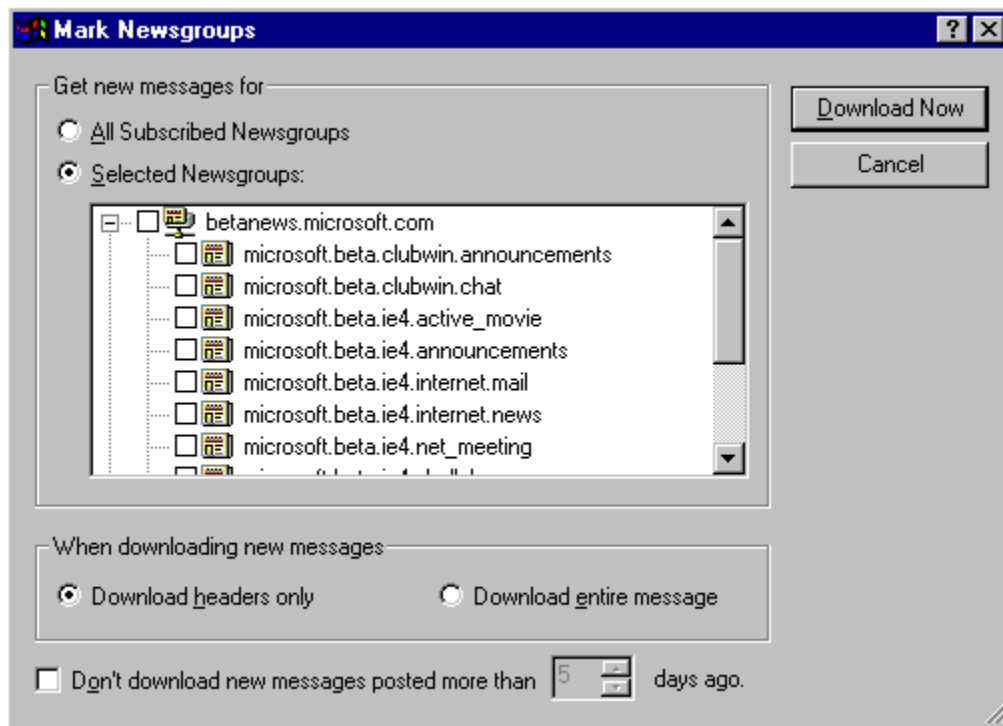 Mark Newsgroups
Get new messages for
Download Now
All Subscribed Newsgroups
Cancel
Selected Newsgroups:
betanews.microsoft.com
microsoft.beta.clubwin.announcements
microsoft.beta.clubwin.chat
microsoft.beta.ie4.active_movie
microsoft.beta.ie4.announcements
microsoft.beta.ie4.internet.mail
microsoft.beta.ie4.internet.news
microsoft.beta.ie4.net_meeting
When downloading new messages
Download headers only Download entire message
Don't download new messages posted more than 5 days ago.